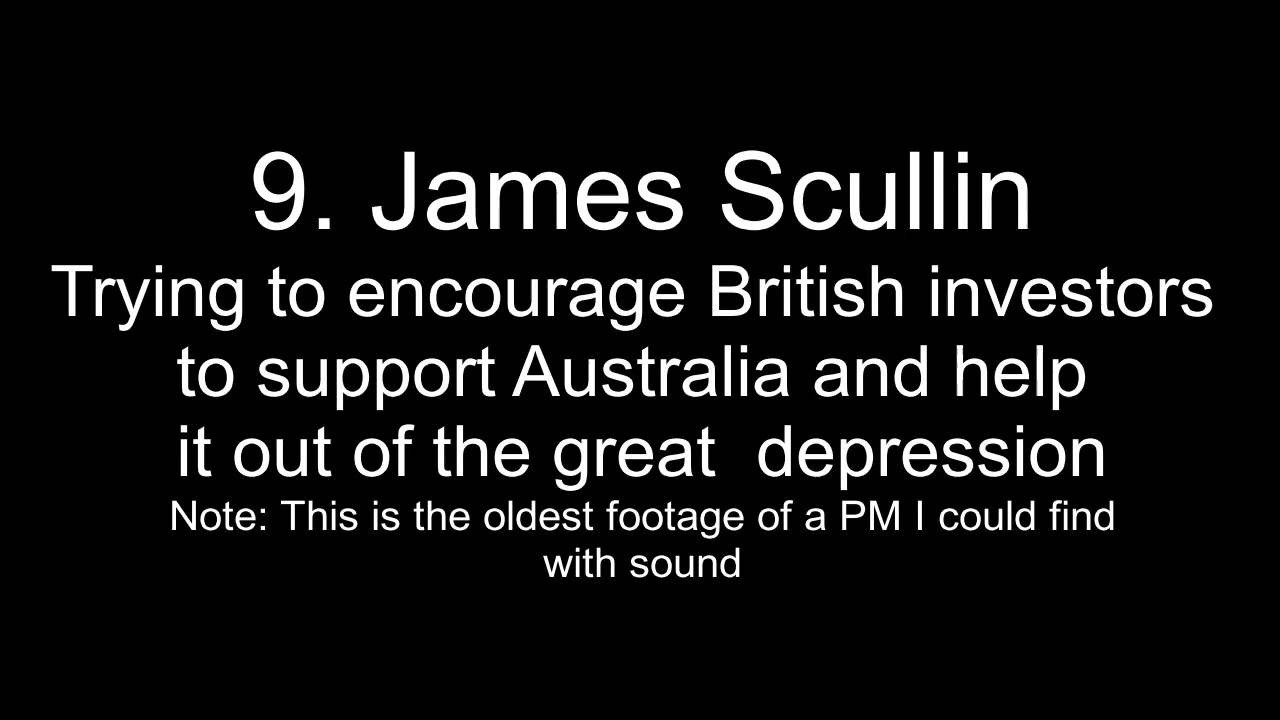 9. James Scullin
Trying to encourage British investors
to support Australia and help
it out of the great  depression
Note: This is the oldest footage of a PM I could find
with sound